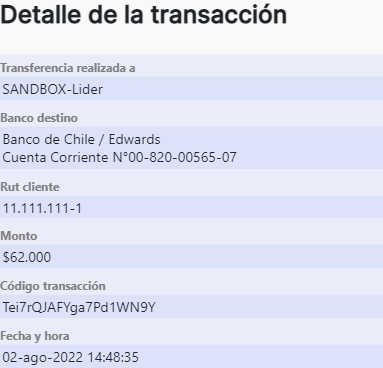 Detalle de la transacción
Transferencia realizada a
SANDBOX-Lider
Banco destino
Banco de Chile / Edwards
Cuenta Corriente N°00-820-00565-07
Rut cliente
11.111.111-1
Monto
$62.000
Código transacción
Tei7rQJAFYga7Pd1WN9Y
Fecha y hora
02-ago-2022 14:48:35